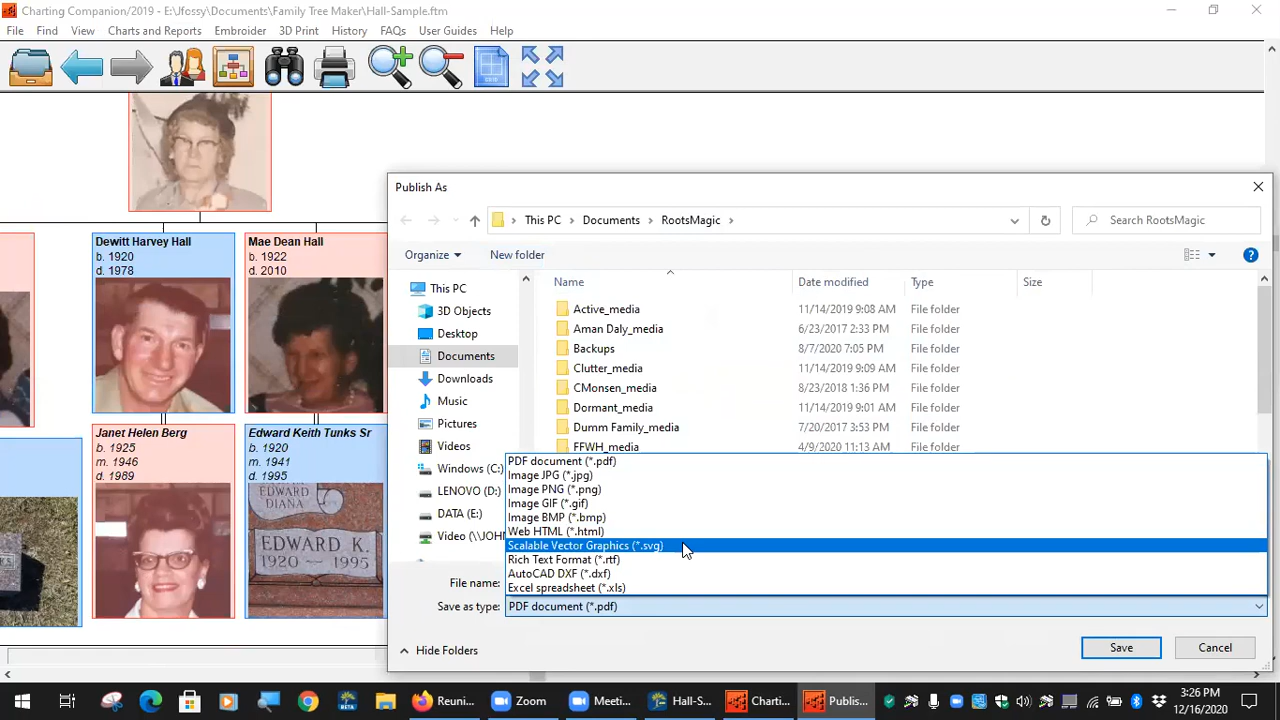 Charting Companion/2019 - E:\Jfossy\Documents\Family Tree Maker\Hall-Sample.ftm
File Find View Charts and Reports Embroider 3D Print History FAQs User Guides Help
Dewitt Harvey Hall
b. 1920
d. 1978
Mae Dean Hall
b. 1922
d. 2010
Janet Helen Berg
b. 1925
m. 1946
d. 1989
Edward Keith Tunks Sr
b. 1920
m. 1941
d. 1995
EDWARD
DIANA
EDWARD K.
1920 ~ 1995
Publish As
This PC > Documents > RootsMagic >
Search RootsMagic
Organize New folder
Name Date modified Type Size
This PC
3D Objects
Desktop
Documents
Downloads
Music
Pictures
Videos
Windows (C:)
LENOVO (D:)
DATA (E:)
Video (\\JOHN
Active_media 11/14/2019 9:08 AM File folder
Aman Daly_media 6/23/2017 2:33 PM File folder
Backups 8/7/2020 7:05 PM File folder
Clutter_media 11/14/2019 9:09 AM File folder
CMonsen_media 8/23/2018 1:36 PM File folder
Dormant_media 11/14/2019 9:01 AM File folder
Dumm Family_media 7/20/2017 3:53 PM File folder
FFWH_media 4/9/2020 11:13 AM File folder
PDF document (*.pdf)
Image JPG (*.jpg)
Image PNG (*.png)
Image GIF (*.gif)
Image BMP (*.bmp)
Web HTML (*.html)
Scalable Vector Graphics (*.svg)
Rich Text Format (*.rtf)
AutoCAD DXF (*.dxf)
Excel spreadsheet (*.xls)
File name:
Save as type: PDF document (*.pdf)
Hide Folders
Save Cancel
BETA Reuni... Zoom Meeti... BETA Hall-S... Charti... Publis...
3:26 PM
12/16/2020